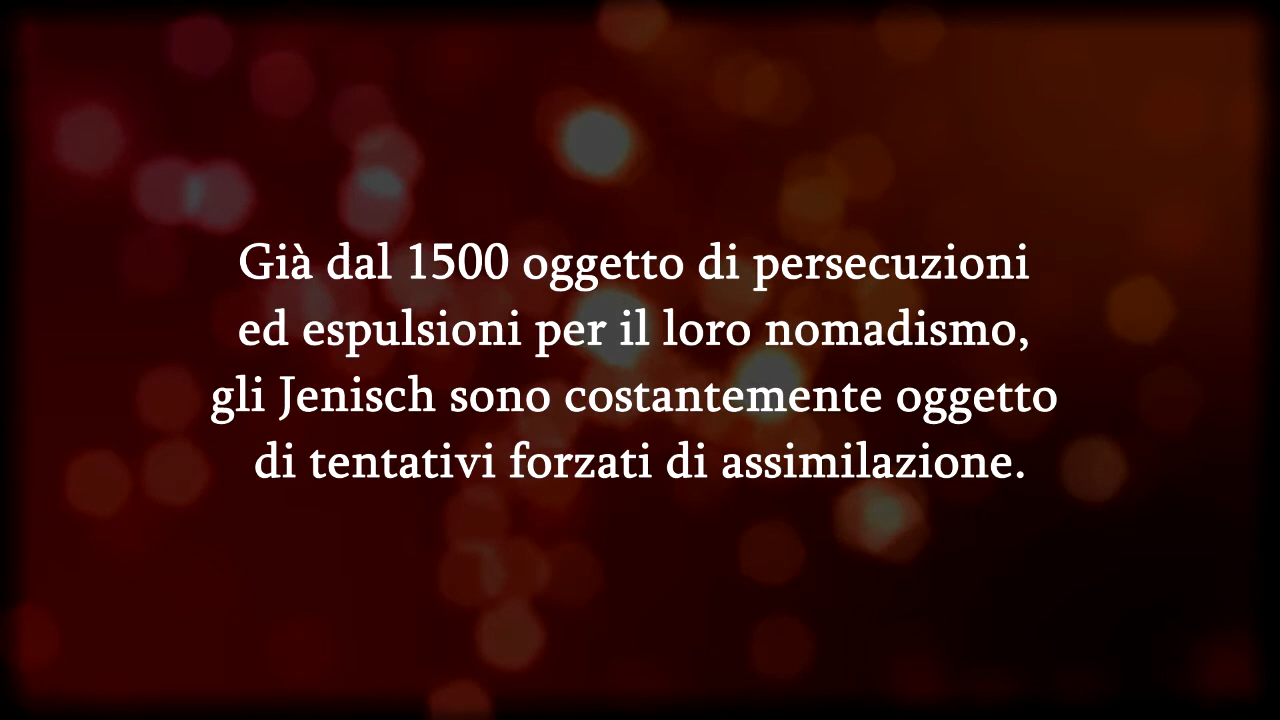 Già dal 1500 oggetto di persecuzioni
ed espulsioni per il loro nomadismo,
gli Jenisch sono costantemente oggetto
di tentativi forzati di assimilazione.